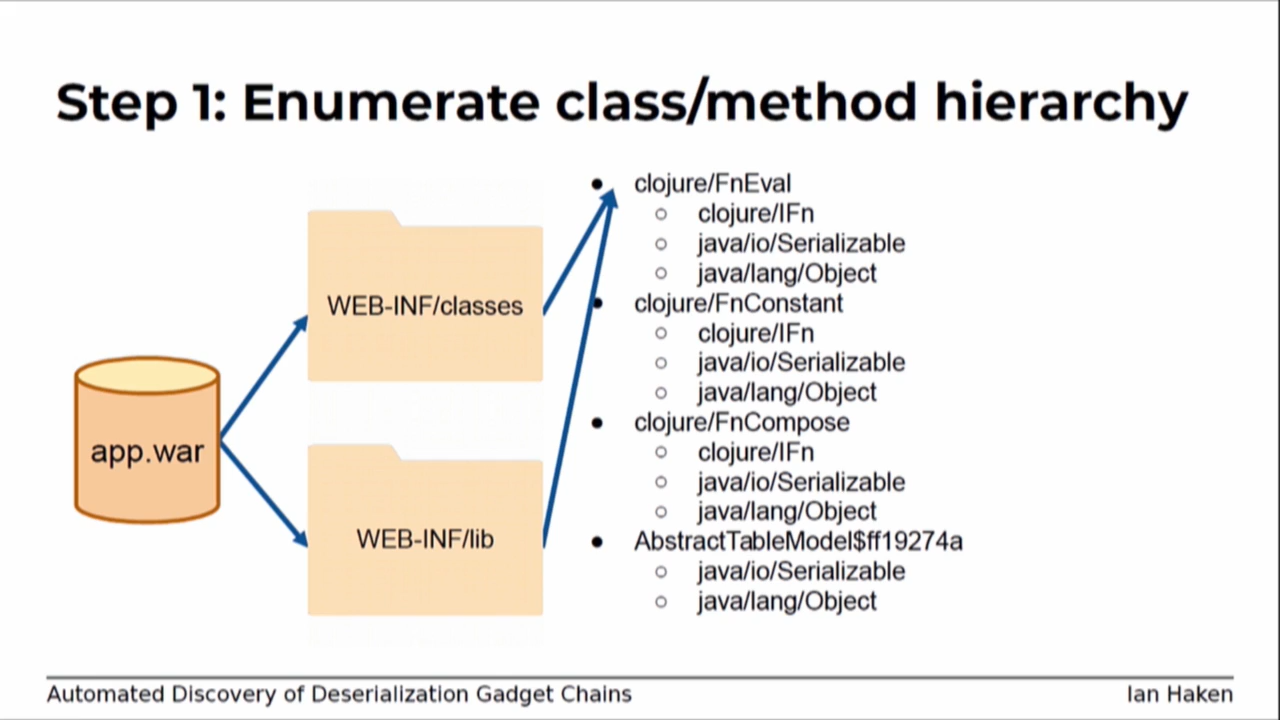 Step 1: Enumerate class/method hierarchy
app.war
WEB-INF/classes
WEB-INF/lib
clojure/FnEval
clojure/IFn
java/io/Serializable
java/lang/Object
clojure/FnConstant
clojure/IFn
java/io/Serializable
java/lang/Object
clojure/FnCompose
clojure/IFn
java/io/Serializable
java/lang/Object
AbstractTableModel$ff19274a
java/io/Serializable
java/lang/Object
Automated Discovery of Deserialization Gadget Chains
Ian Haken